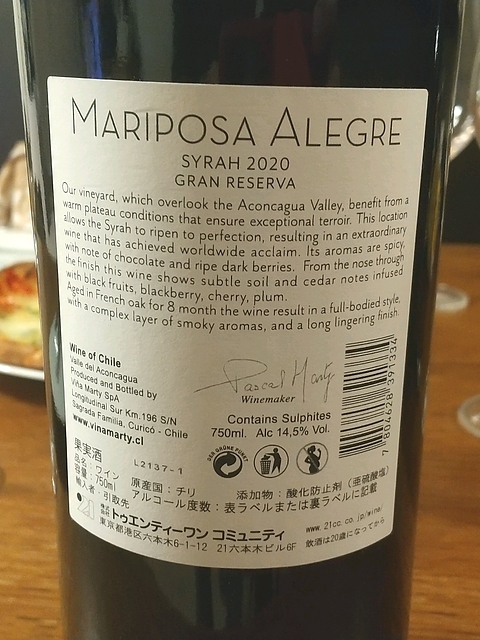 MARIPOSA ALEGRE
SYRAH 2020
GRAN RESERVA
Our vineyard, which overlook the Aconcagua Valley, benefit from a
warm plateau conditions that ensure exceptional terroir. This location
allows the Syrah to ripen to perfection, resulting in an extraordinary
wine that has achieved worldwide acclaim. Its aromas are spicy,
with note of chocolate and ripe dark berries. From the nose through
the finish this wine shows subtle soil and cedar notes infused
with black fruits, blackberry, cherry, plum.
Aged in French oak for 8 month the wine result in a full-bodied style,
with a complex layer of smoky aromas, and a long lingering finish.
Wine of Chile
Valle del Aconcagua
Produced and Bottled by
Viña Marty SpA
Longitudinal Sur Km.196 S/N
Sagrada Familia, Curicó - Chile
www.vinamarty.cl
Pascal Marty
Winemaker
Contains Sulphites
750ml. Alc 14,5% Vol.
DER GRÜNE PUNKT
7 804628 391334
L2137-1
果実酒
品名：ワイン
容量：750ml 原産国：チリ 添加物：酸化防止剤（亜硫酸塩）
輸入者・引取先 アルコール度数：表ラベルまたは裏ラベルに記載
株式会社 トゥエンティーワン コミュニティ www.21cc.co.jp/wine/
東京都港区六本木6-1-12 21六本木ビル6F 飲酒は20歳になってから